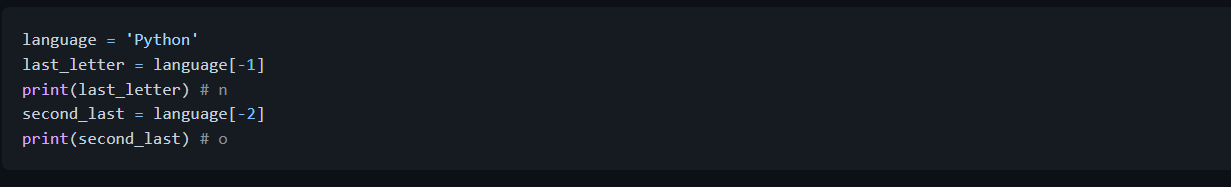 language = 'Python'
last_letter = language[-1]
print(last_letter) # n
second_last = language[-2]
print(second_last) # o